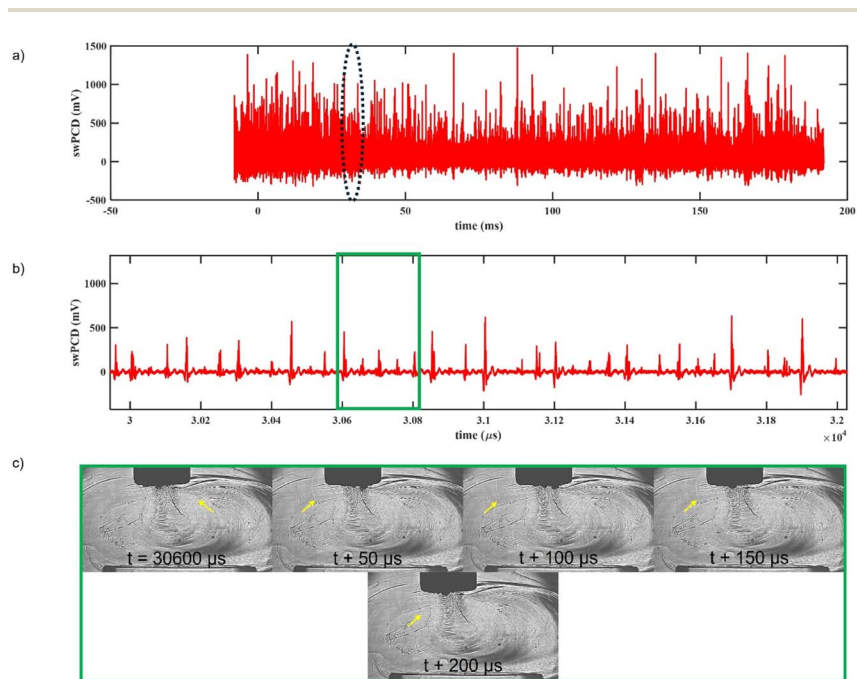 a)
1500
1000
500
0
-500
swPCD (mV)
-50 0 50 100 150 200
time (ms)
b)
1000
500
0
swPCD (mV)
3 3.02 3.04 3.06 3.08 3.1 3.12 3.14 3.16 3.18 3.2
time (μs)
×10⁴
c)
t = 30600 μs t + 50 μs t + 100 μs t + 150 μs
t + 200 μs